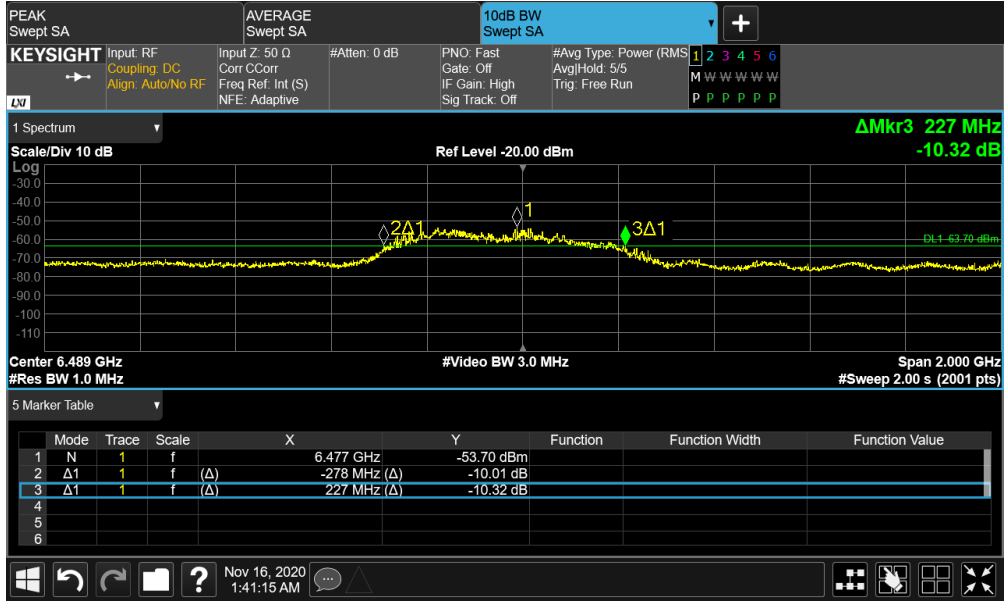 PEAK
Swept SA
AVERAGE
Swept SA
10dB BW
Swept SA
▼
+
KEYSIGHT
LXI
Input: RF
Coupling: DC
Align: Auto/No RF
Input Z: 50 Ω
Corr CCorr
Freq Ref: Int (S)
NFE: Adaptive
#Atten: 0 dB
PNO: Fast
Gate: Off
IF Gain: High
Sig Track: Off
#Avg Type: Power (RMS
Avg|Hold: 5/5
Trig: Free Run
1 2 3 4 5 6
M W W W W W
P P P P P P
1 Spectrum
▼
ΔMkr3 227 MHz
-10.32 dB
Scale/Div 10 dB
Ref Level -20.00 dBm
Log
-30.0
-40.0
-50.0
-60.0
-70.0
-80.0
-90.0
-100
-110
2Δ1
1
3Δ1
DL1 -63.70 dBm
Center 6.489 GHz
#Video BW 3.0 MHz
Span 2.000 GHz
#Res BW 1.0 MHz
#Sweep 2.00 s (2001 pts)
5 Marker Table
▼
Mode Trace Scale X Y Function Function Width Function Value
1 N 1 f 6.477 GHz -53.70 dBm
2 Δ1 1 f (Δ) -278 MHz (Δ) -10.01 dB
3 Δ1 1 f (Δ) 227 MHz (Δ) -10.32 dB
4
5
6
?
Nov 16, 2020
1:41:15 AM